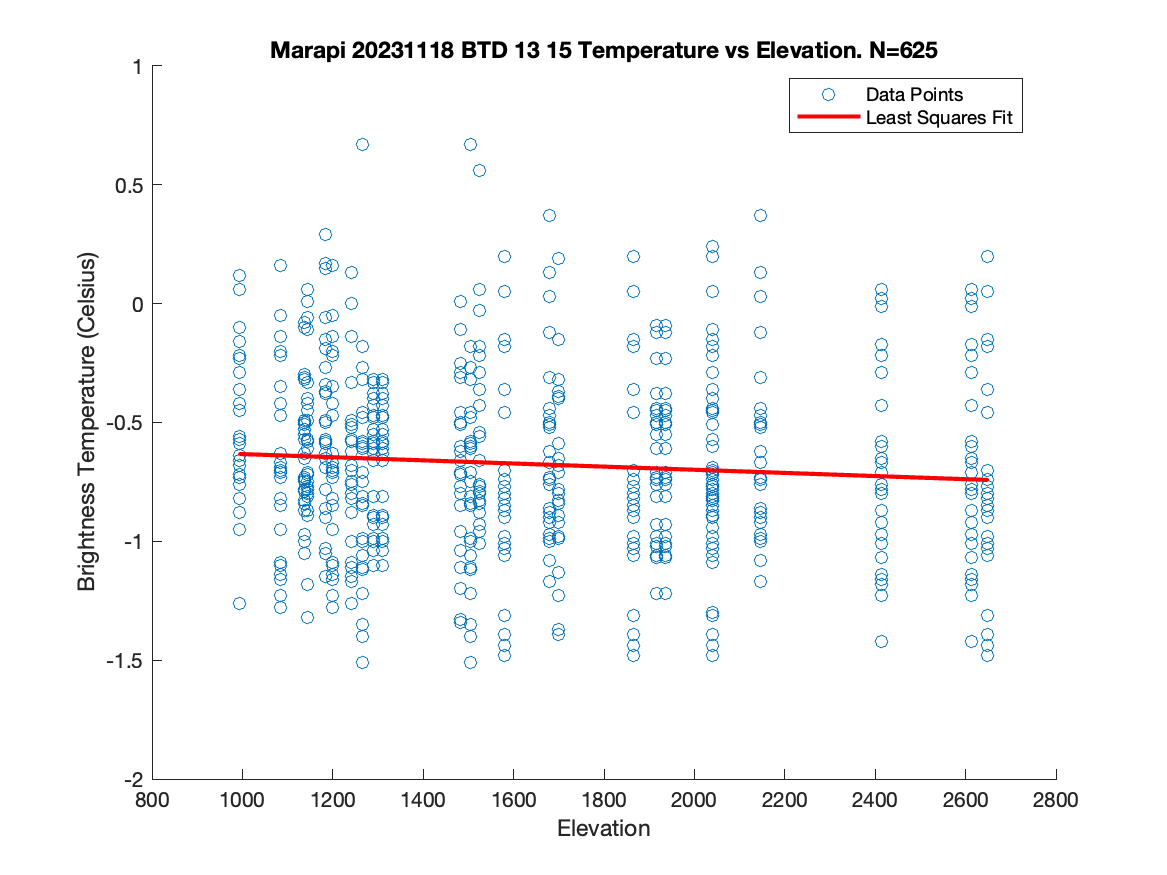 Marapi 20231118 BTD 13 15 Temperature vs Elevation. N=625
Data Points
Least Squares Fit
Brightness Temperature (Celsius)
1
0.5
0
-0.5
-1
-1.5
-2
800 1000 1200 1400 1600 1800 2000 2200 2400 2600 2800
Elevation